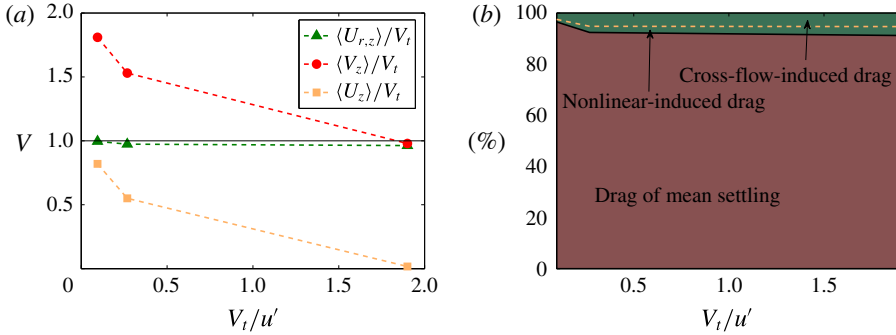 (a)
2.0
1.5
1.0
0.5
V
0
0.5
1.0
1.5
2.0
V_t/u′
⟨U_{r,z}⟩/V_t
⟨V_z⟩/V_t
⟨U_z⟩/V_t
(b)
100
80
60
40
20
0
(%)
Cross-flow-induced drag
Nonlinear-induced drag
Drag of mean settling
0.5
1.0
1.5
V_t/u′